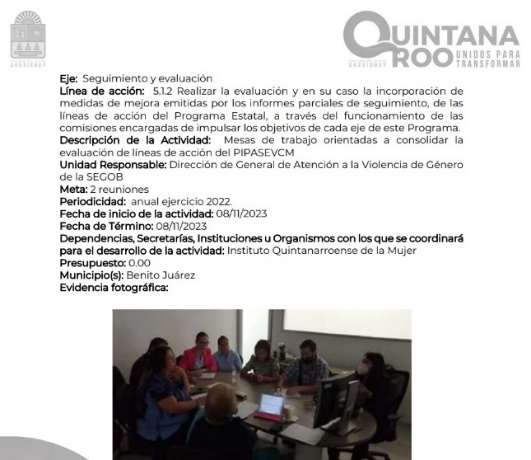 QUINTANA
ROO UNIDOS PARA
TRANSFORMAR
2022/2027
2022/2027
Eje: Seguimiento y evaluación
Línea de acción: 5.1.2 Realizar la evaluación y en su caso la incorporación de
medidas de mejora emitidas por los informes parciales de seguimiento, de las
líneas de acción del Programa Estatal, a través del funcionamiento de las
comisiones encargadas de impulsar los objetivos de cada eje de este Programa.
Descripción de la Actividad: Mesas de trabajo orientadas a consolidar la
evaluación de líneas de acción del PIPASEVCM
Unidad Responsable: Dirección de General de Atención a la Violencia de Género
de la SEGOB
Meta: 2 reuniones
Periodicidad: anual ejercicio 2022.
Fecha de inicio de la actividad: 08/11/2023
Fecha de Término: 08/11/2023
Dependencias, Secretarías, Instituciones u Organismos con los que se coordinará
para el desarrollo de la actividad: Instituto Quintanarroense de la Mujer
Presupuesto: 0.00
Municipio(s): Benito Juárez
Evidencia fotográfica: